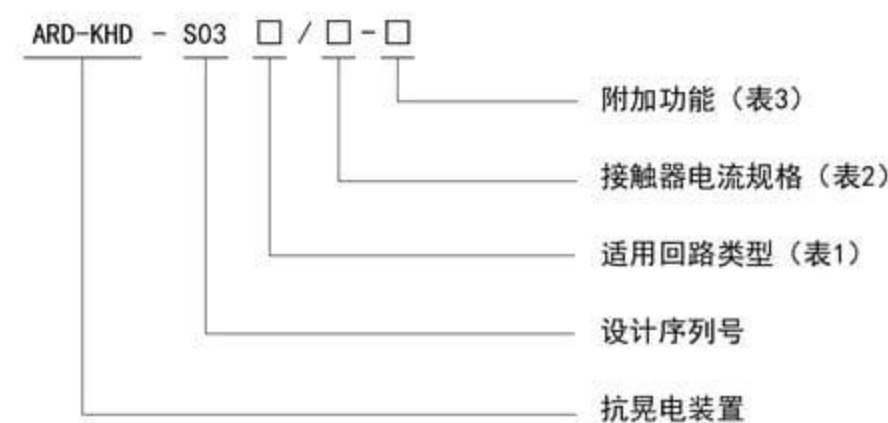 ARD-KHD - S03 □ / □ - □
附加功能（表3）
接触器电流规格（表2）
适用回路类型（表1）
设计序列号
抗晃电装置